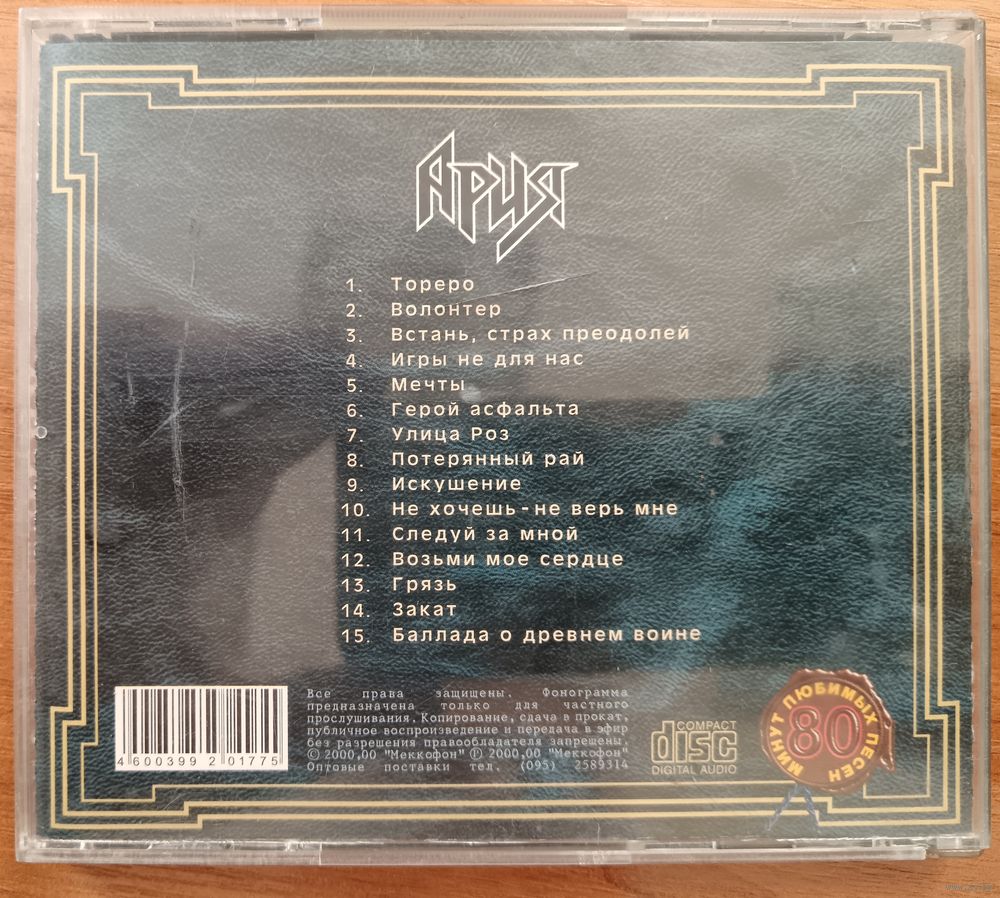 Ария
1. Тореро
2. Волонтер
3. Встань, страх преодолей
4. Игры не для нас
5. Мечты
6. Герой асфальта
7. Улица Роз
8. Потерянный рай
9. Искушение
10. Не хочешь - не верь мне
11. Следуй за мной
12. Возьми мое сердце
13. Грязь
14. Закат
15. Баллада о древнем воине
Все права защищены. Фонограмма
предназначена только для частного
прослушивания. Копирование, сдача в прокат,
публичное воспроизведение и передача в эфир
без разрешения правообладателя запрещены.
© 2000,00 "Меккофон" ℗ 2000,00 "Меккофон"
Оптовые поставки тел. (095) 2589314
4 600399 201775
COMPACT
disc
DIGITAL AUDIO
80
МИНУТ ЛЮБИМЫХ ПЕСЕН